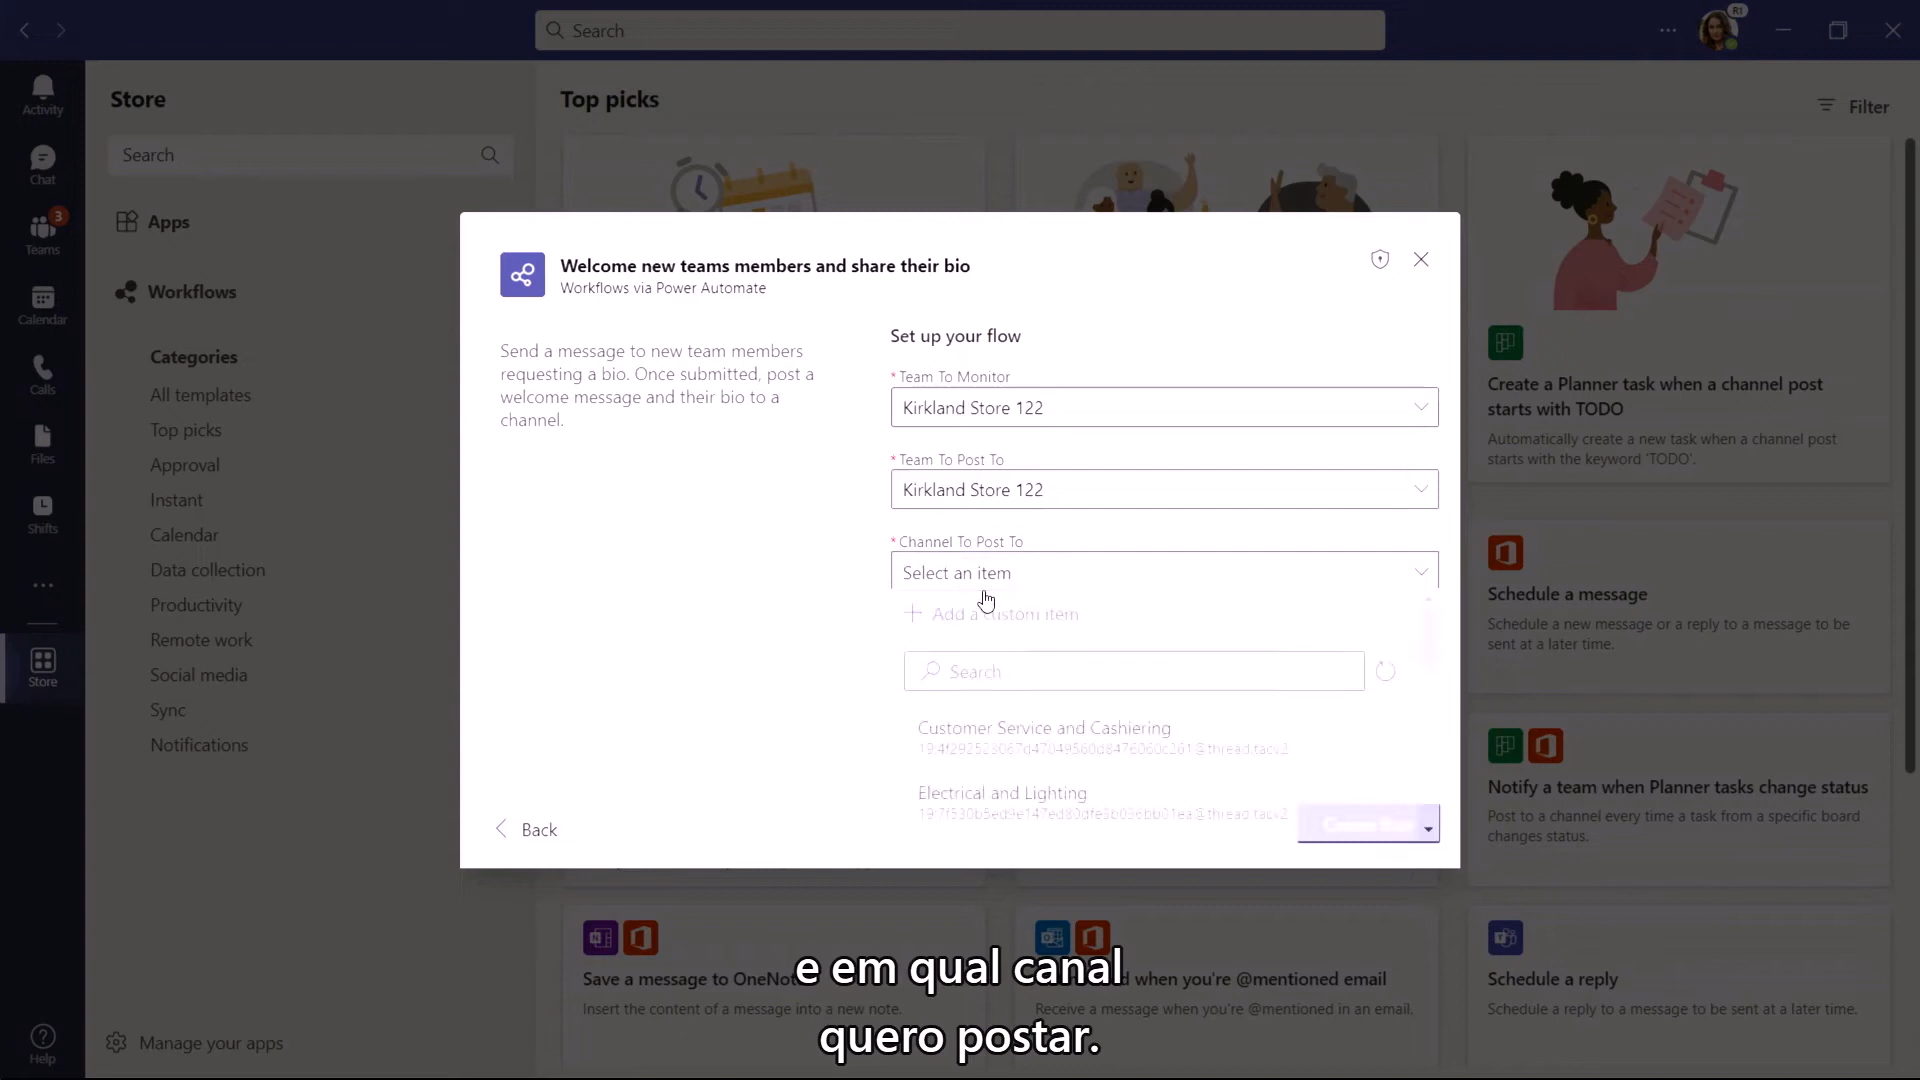 Search
R1
Activity
Chat
3
Teams
Calendar
Calls
Files
Shifts
Store
Help
Store
Search
Apps
Workflows
Categories
All templates
Top picks
Approval
Instant
Calendar
Data collection
Productivity
Remote work
Social media
Sync
Notifications
Manage your apps
Top picks
Filter
Welcome new teams members and share their bio
Workflows via Power Automate
Send a message to new team members
requesting a bio. Once submitted, post a
welcome message and their bio to a
channel.
Set up your flow
* Team To Monitor
Kirkland Store 122
* Team To Post To
Kirkland Store 122
* Channel To Post To
Select an item
Add a custom item
Search
Customer Service and Cashiering
Electrical and Lighting
Back
Create a Planner task when a channel post
starts with TODO
Automatically create a new task when a channel post
starts with the keyword 'TODO'.
Schedule a message
Schedule a new message or a reply to a message to be
sent at a later time.
Notify a team when Planner tasks change status
Post to a channel every time a task from a specific board
changes status.
Save a message to OneNote
Insert the content of a message into a new note.
when you're @mentioned email
Receive a message when you're @mentioned in an email.
Schedule a reply
Schedule a reply to a message to be sent at a later time.
e em qual canal
quero postar.